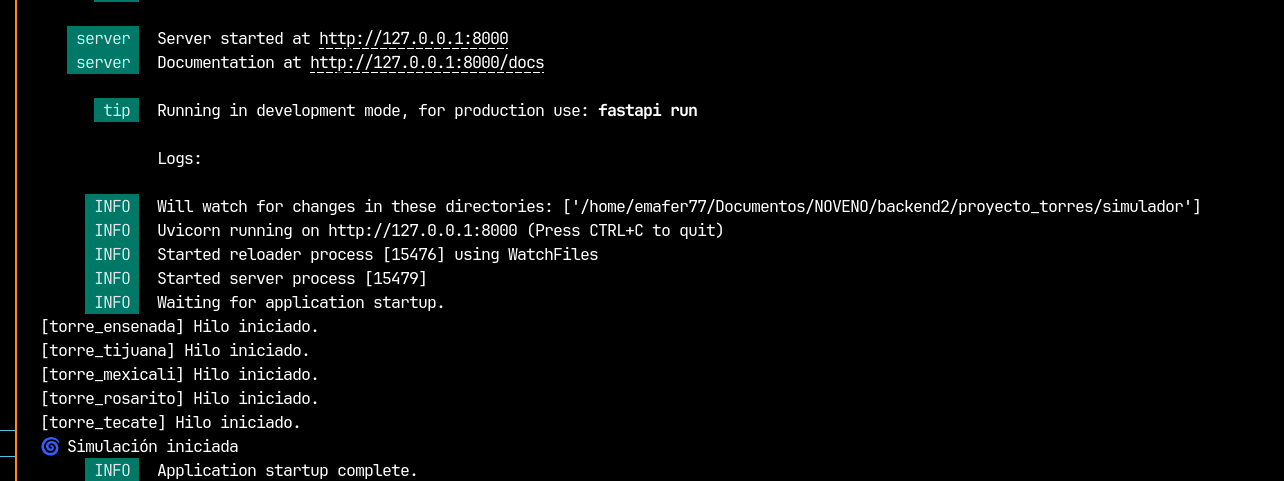 server Server started at http://127.0.0.1:8000
server Documentation at http://127.0.0.1:8000/docs
tip Running in development mode, for production use: fastapi run
Logs:
INFO Will watch for changes in these directories: ['/home/emafer77/Documentos/NOVENO/backend2/proyecto_torres/simulador']
INFO Uvicorn running on http://127.0.0.1:8000 (Press CTRL+C to quit)
INFO Started reloader process [15476] using WatchFiles
INFO Started server process [15479]
INFO Waiting for application startup.
[torre_ensenada] Hilo iniciado.
[torre_tijuana] Hilo iniciado.
[torre_mexicali] Hilo iniciado.
[torre_rosarito] Hilo iniciado.
[torre_tecate] Hilo iniciado.
🌀 Simulación iniciada
INFO Application startup complete.